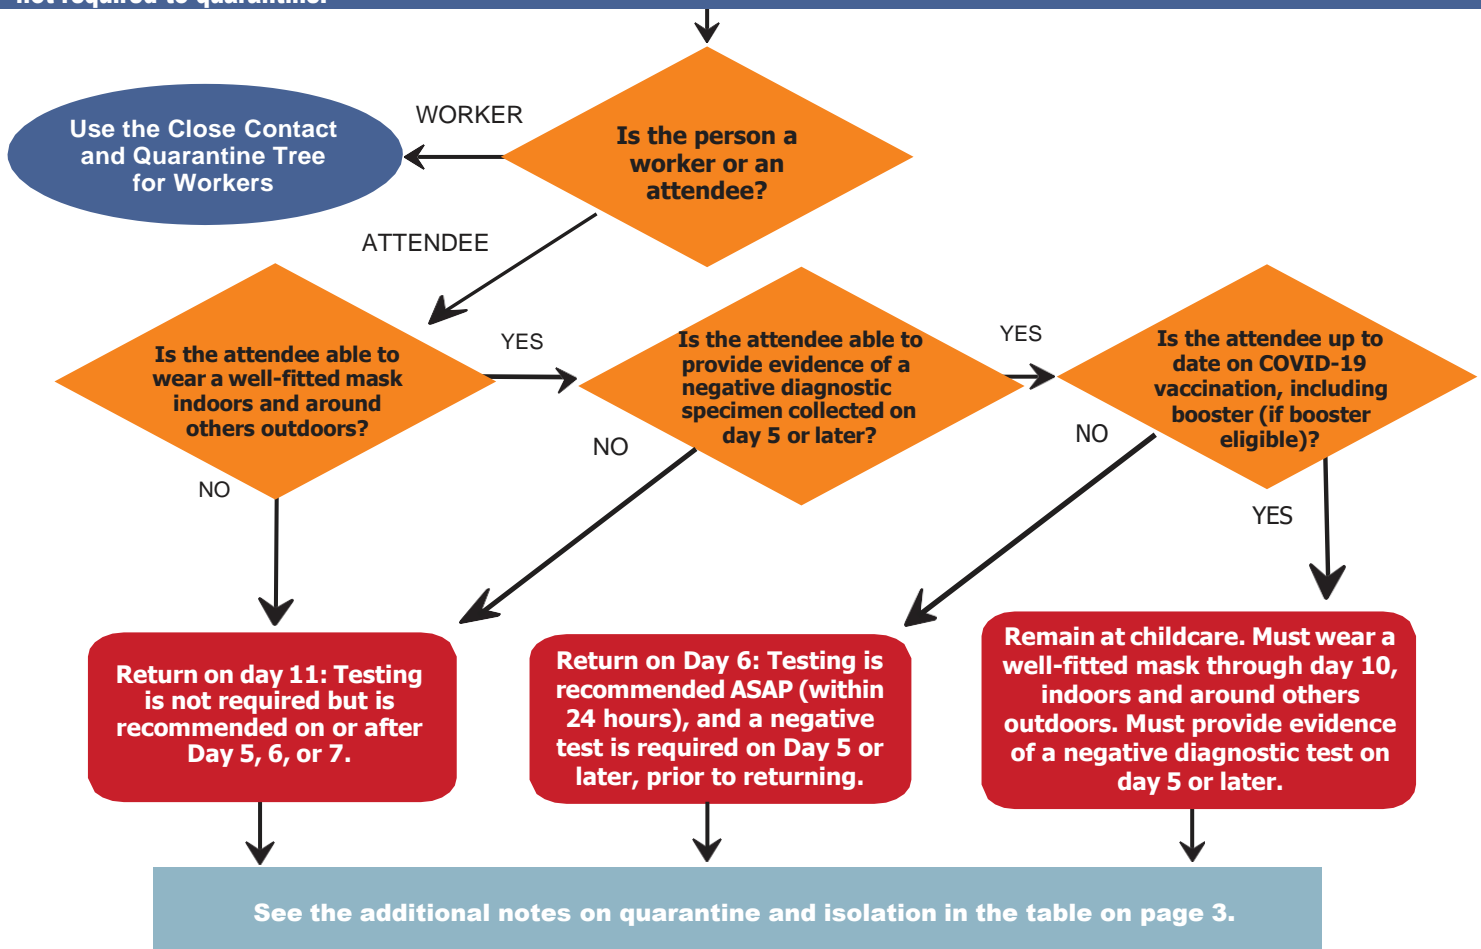 not required to quarantine.
WORKER
Use the Close Contact
and Quarantine Tree
for Workers
Is the person a
worker or an
attendee?
ATTENDEE
Is the attendee able to
wear a well-fitted mask
indoors and around
others outdoors?
YES
Is the attendee able to
provide evidence of a
negative diagnostic
specimen collected on
day 5 or later?
YES
Is the attendee up to
date on COVID-19
vaccination, including
booster (if booster
eligible)?
NO
NO
NO
YES
Return on day 11: Testing
is not required but is
recommended on or after
Day 5, 6, or 7.
Return on Day 6: Testing is
recommended ASAP (within
24 hours), and a negative
test is required on Day 5 or
later, prior to returning.
Remain at childcare. Must wear a
well-fitted mask through day 10,
indoors and around others
outdoors. Must provide evidence
of a negative diagnostic test on
day 5 or later.
See the additional notes on quarantine and isolation in the table on page 3.